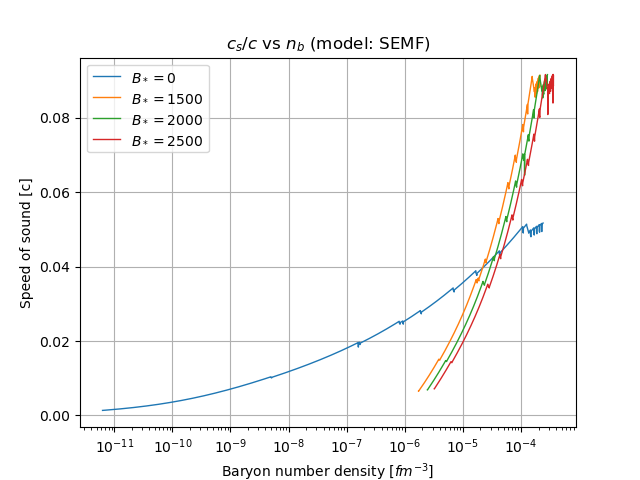 $c_s/c$ vs $n_b$ (model: SEMF)
$B_* = 0$
$B_* = 1500$
$B_* = 2000$
$B_* = 2500$
Speed of sound [c]
0.08
0.06
0.04
0.02
0.00
$10^{-11}$ $10^{-10}$ $10^{-9}$ $10^{-8}$ $10^{-7}$ $10^{-6}$ $10^{-5}$ $10^{-4}$
Baryon number density [$fm^{-3}$]